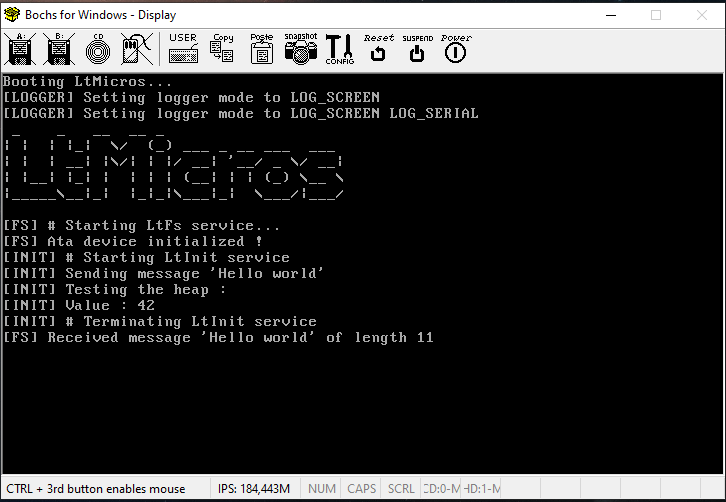 Bochs for Windows - Display
A: B: CD USER Copy Paste snapshot CONFIG Reset SUSPEND Power
Booting LtMicros...
[LOGGER] Setting logger mode to LOG_SCREEN
[LOGGER] Setting logger mode to LOG_SCREEN LOG_SERIAL
LtMicros
[FS] # Starting LtFs service...
[FS] Ata device initialized !
[INIT] # Starting LtInit service
[INIT] Sending message 'Hello world'
[INIT] Testing the heap :
[INIT] Value : 42
[INIT] # Terminating LtInit service
[FS] Received message 'Hello world' of length 11
CTRL + 3rd button enables mouse IPS: 184,443M NUM CAPS SCRL CD:0-M HD:1-M